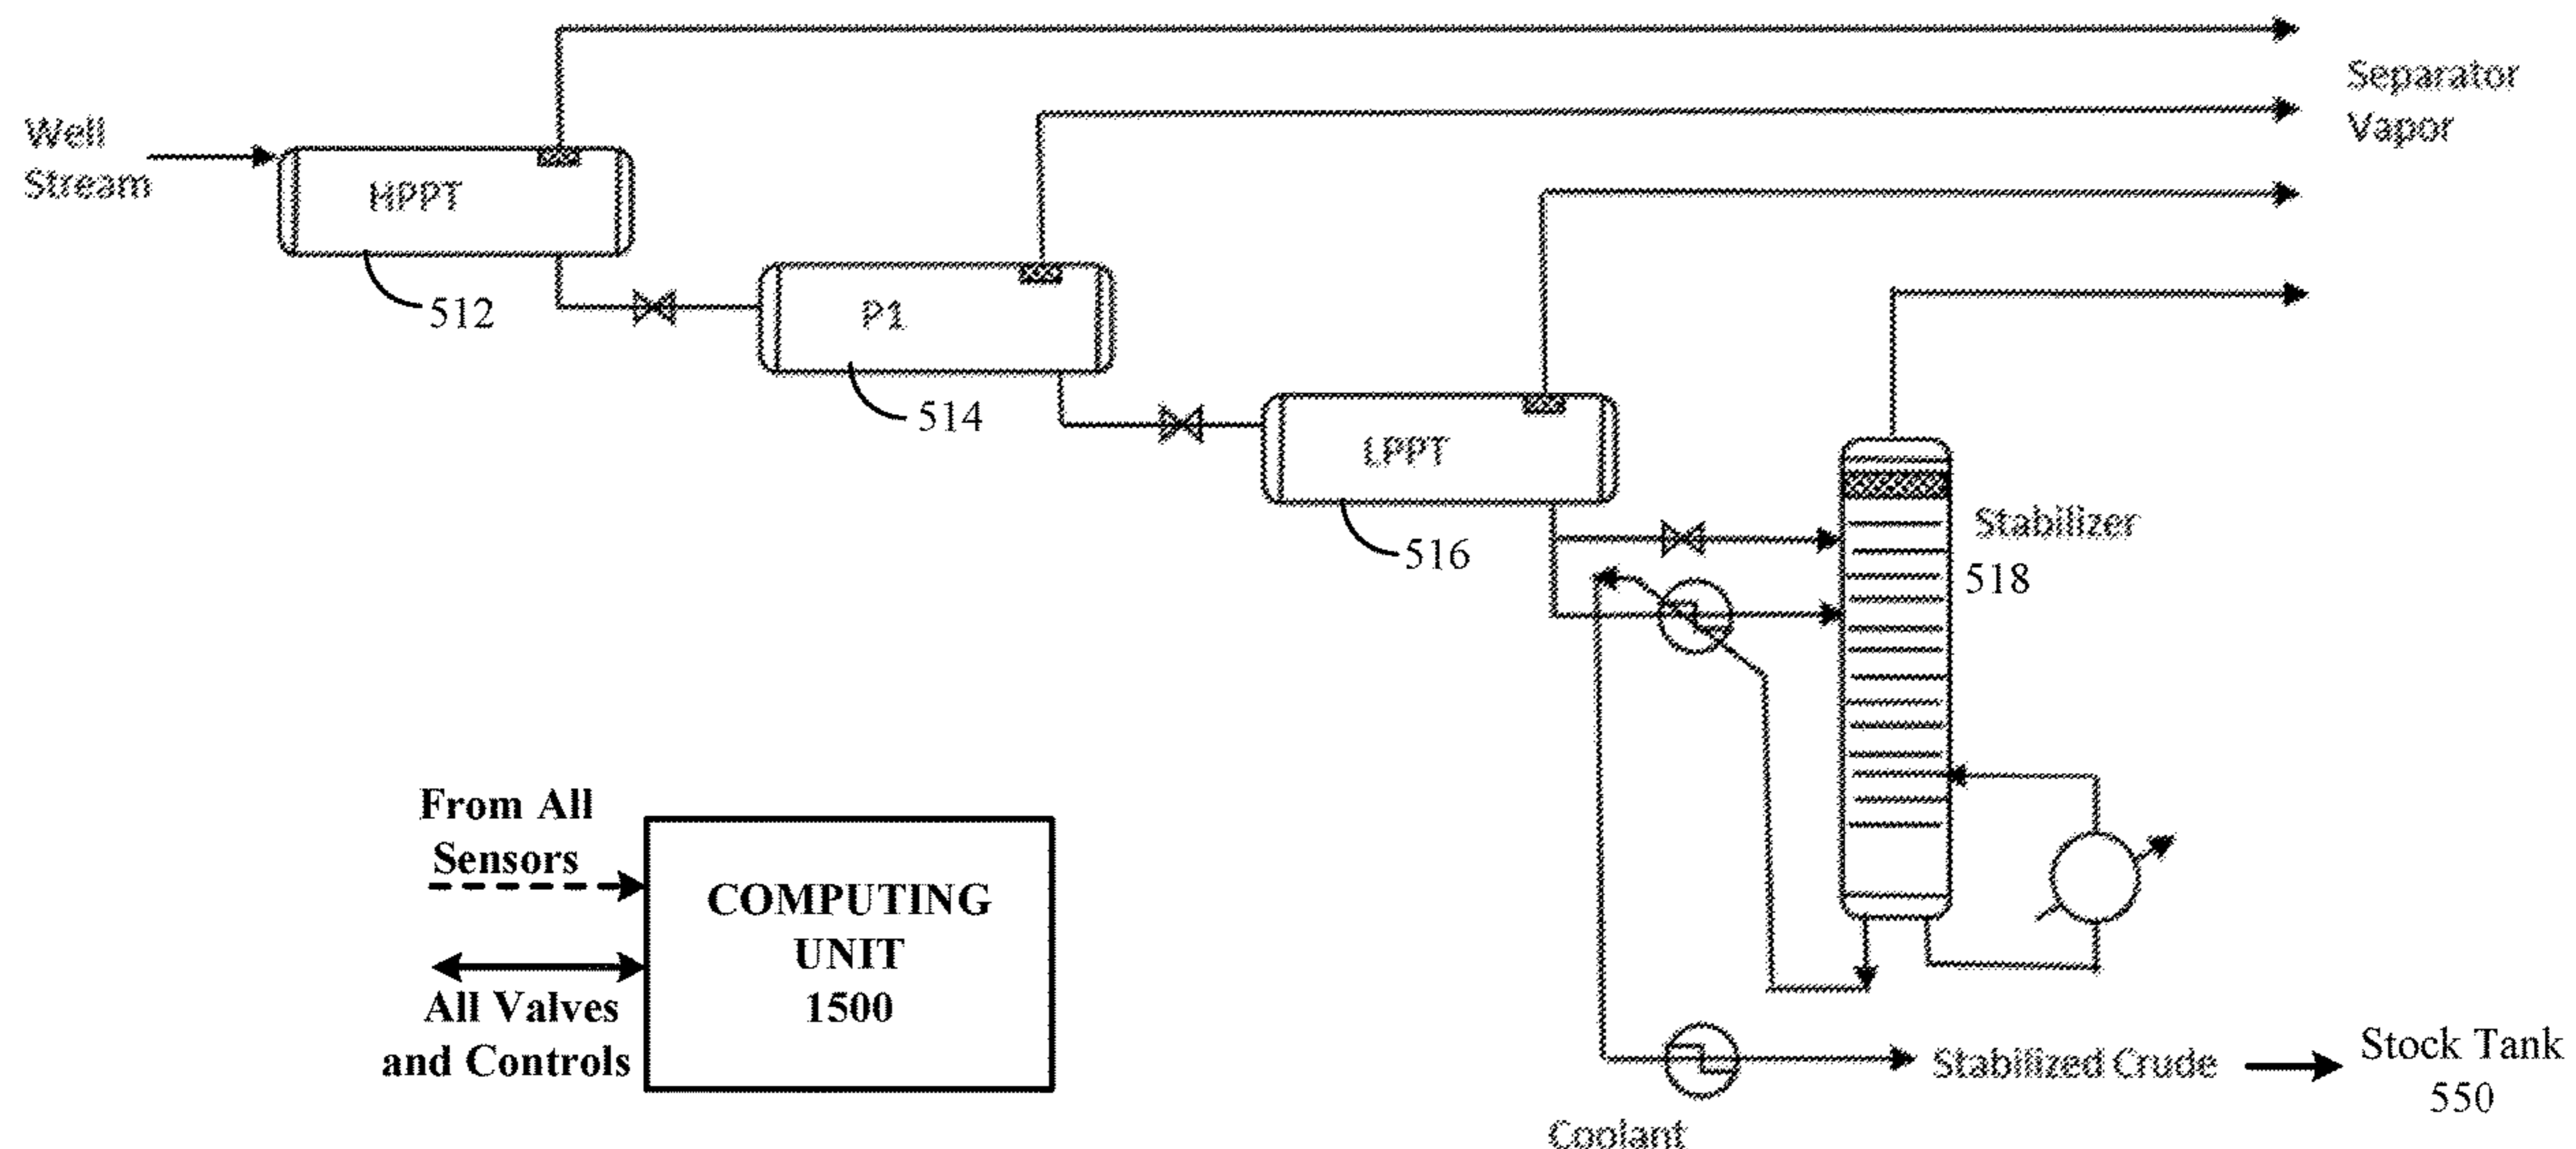 Well
Stream
Separator
Vapor
HPPT
512
P1
514
LPPT
516
Stabilizer
518
From All
Sensors
COMPUTING
UNIT
1500
All Valves
and Controls
Stabilized Crude
Stock Tank
550
Coolant